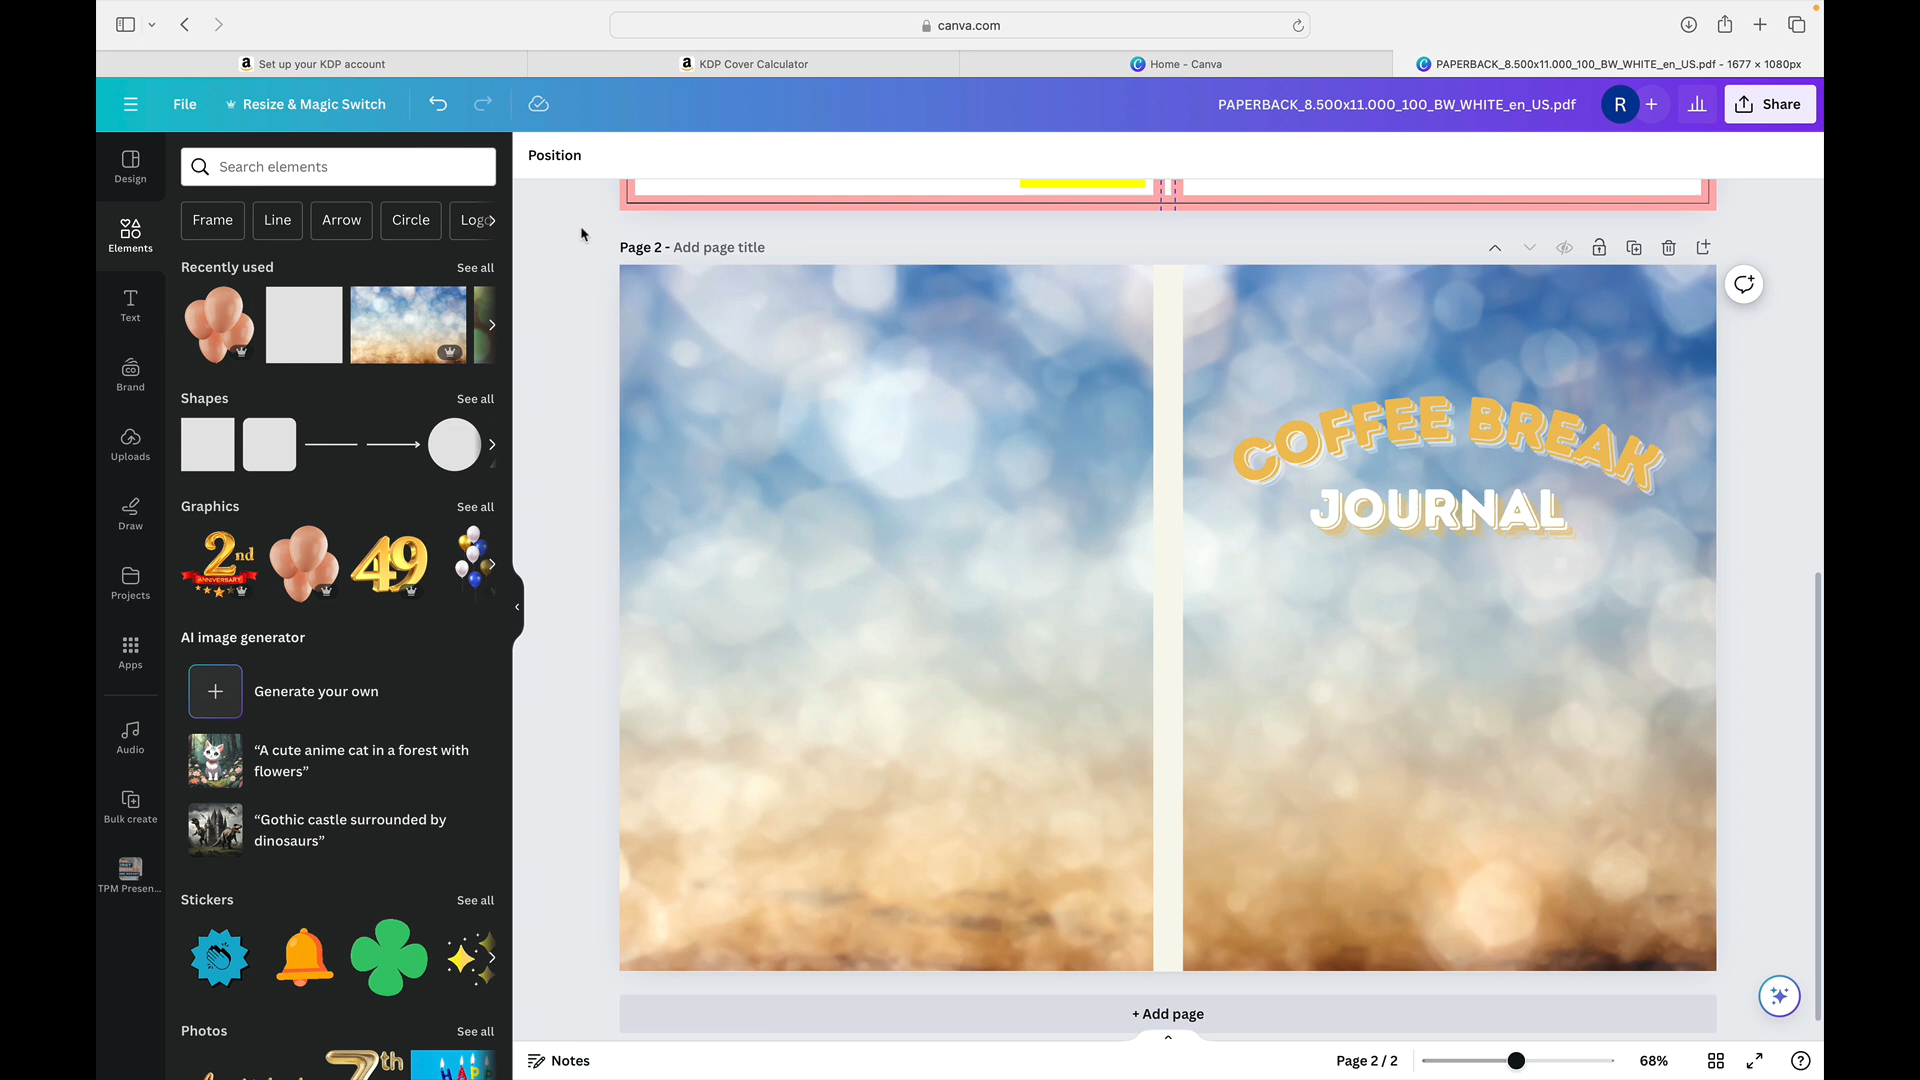 canva.com
Set up your KDP account
KDP Cover Calculator
Home - Canva
PAPERBACK_8.500x11.000_100_BW_WHITE_en_US.pdf - 1677 × 1080px
File
Resize & Magic Switch
PAPERBACK_8.500x11.000_100_BW_WHITE_en_US.pdf
R
Share
Design
Elements
Text
Brand
Uploads
Draw
Projects
Apps
Audio
Bulk create
TPM Presen...
Search elements
Frame
Line
Arrow
Circle
Logo
Recently used
See all
Shapes
See all
Graphics
See all
2nd
ANNIVERSARY
49
AI image generator
Generate your own
“A cute anime cat in a forest with
flowers”
“Gothic castle surrounded by
dinosaurs”
Stickers
See all
Photos
See all
7th
Position
Page 2 - Add page title
COFFEE BREAK
JOURNAL
+ Add page
Notes
Page 2 / 2
68%